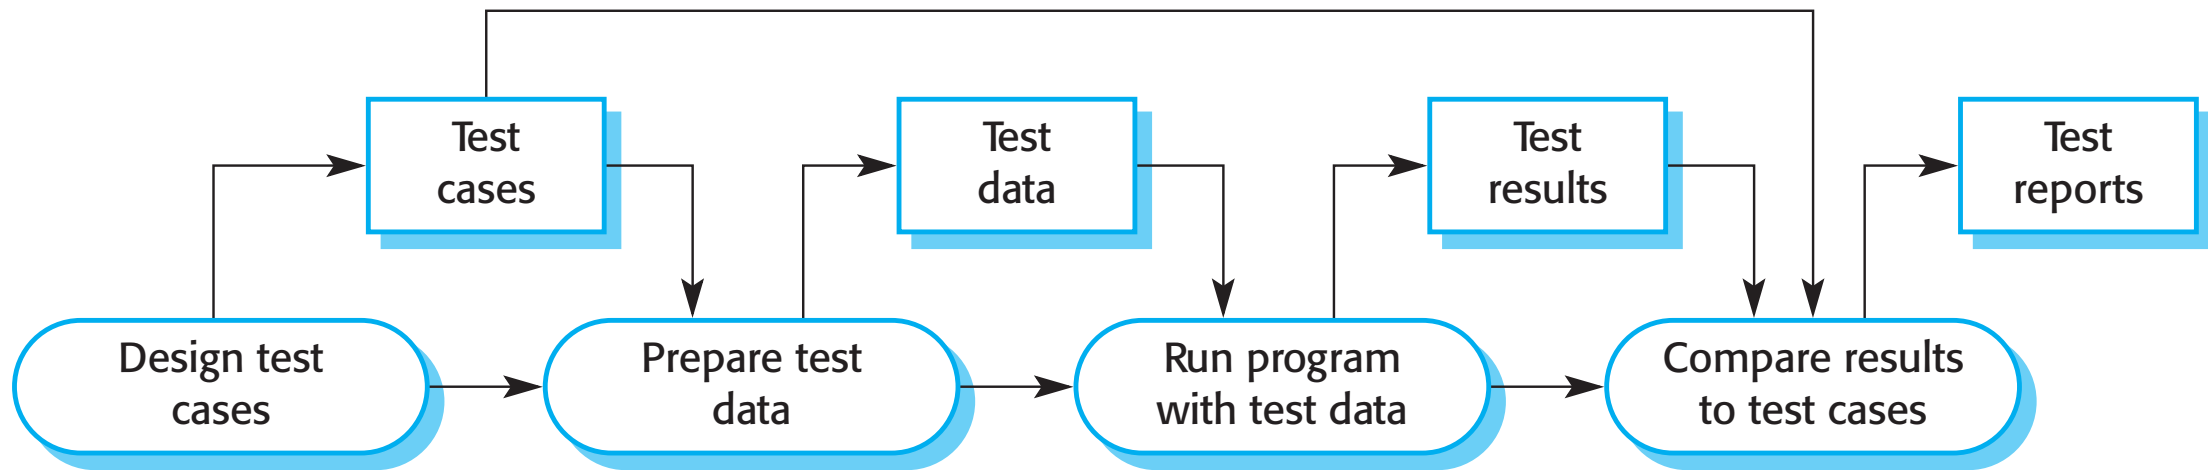 Test
cases
Test
data
Test
results
Test
reports
Design test
cases
Prepare test
data
Run program
with test data
Compare results
to test cases